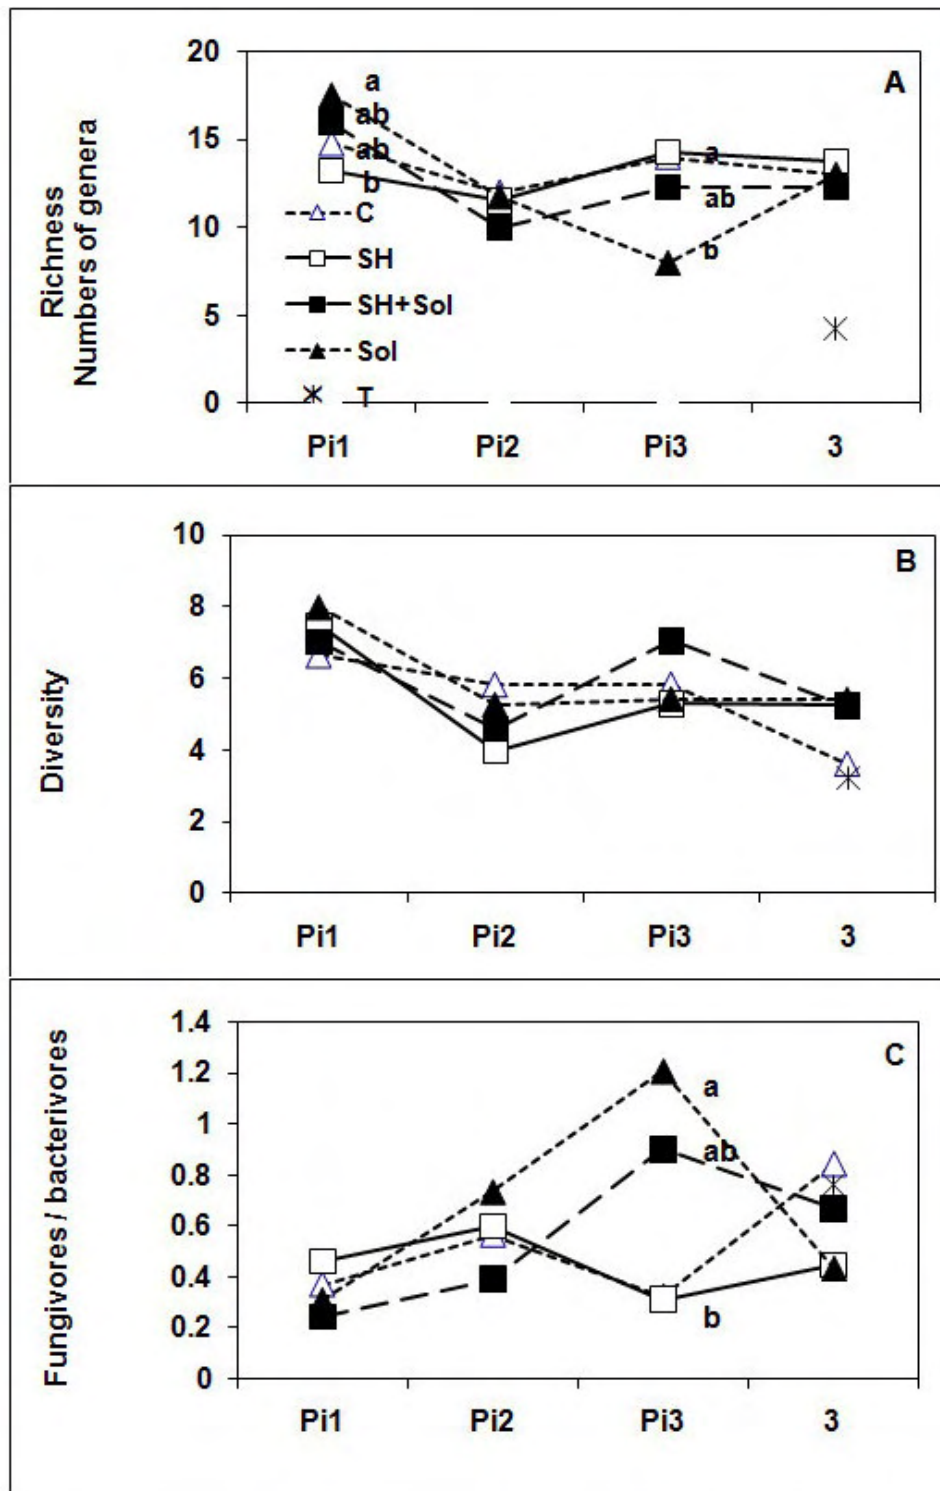 A
20
15
10
5
0
Richness
Numbers of genera
a
ab
ab
b
C
SH
SH+Sol
Sol
T
a
ab
b
Pi1 Pi2 Pi3 3
B
10
8
6
4
2
0
Diversity
Pi1 Pi2 Pi3 3
C
1.4
1.2
1
0.8
0.6
0.4
0.2
0
Fungivores / bacterivores
a
ab
b
Pi1 Pi2 Pi3 3